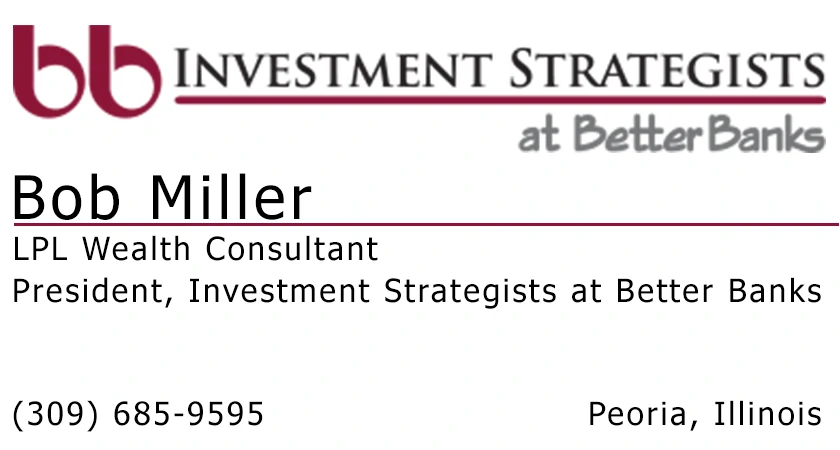 bb INVESTMENT STRATEGISTS
at Better Banks
Bob Miller
LPL Wealth Consultant
President, Investment Strategists at Better Banks
(309) 685-9595 Peoria, Illinois